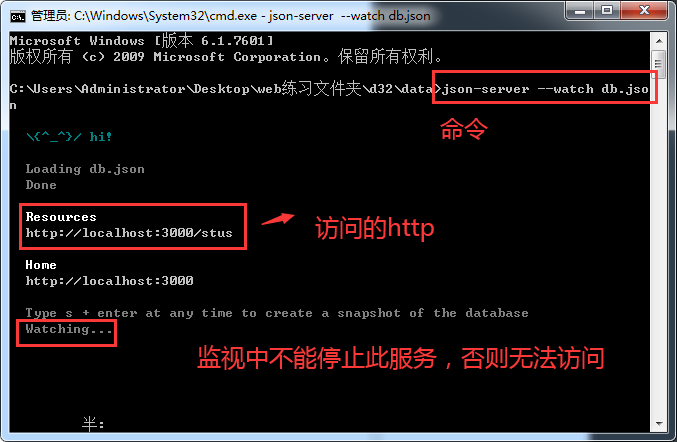 管理员: C:\Windows\System32\cmd.exe - json-server  --watch db.json
Microsoft Windows [版本 6.1.7601]
版权所有 (c) 2009 Microsoft Corporation。保留所有权利。
C:\Users\Administrator\Desktop\web练习文件夹\d32\data>json-server --watch db.jso
n
命令
\{^_^}/ hi!
Loading db.json
Done
Resources
http://localhost:3000/stus
访问的http
Home
http://localhost:3000
Type s + enter at any time to create a snapshot of the database
Watching...
监视中不能停止此服务，否则无法访问
半: